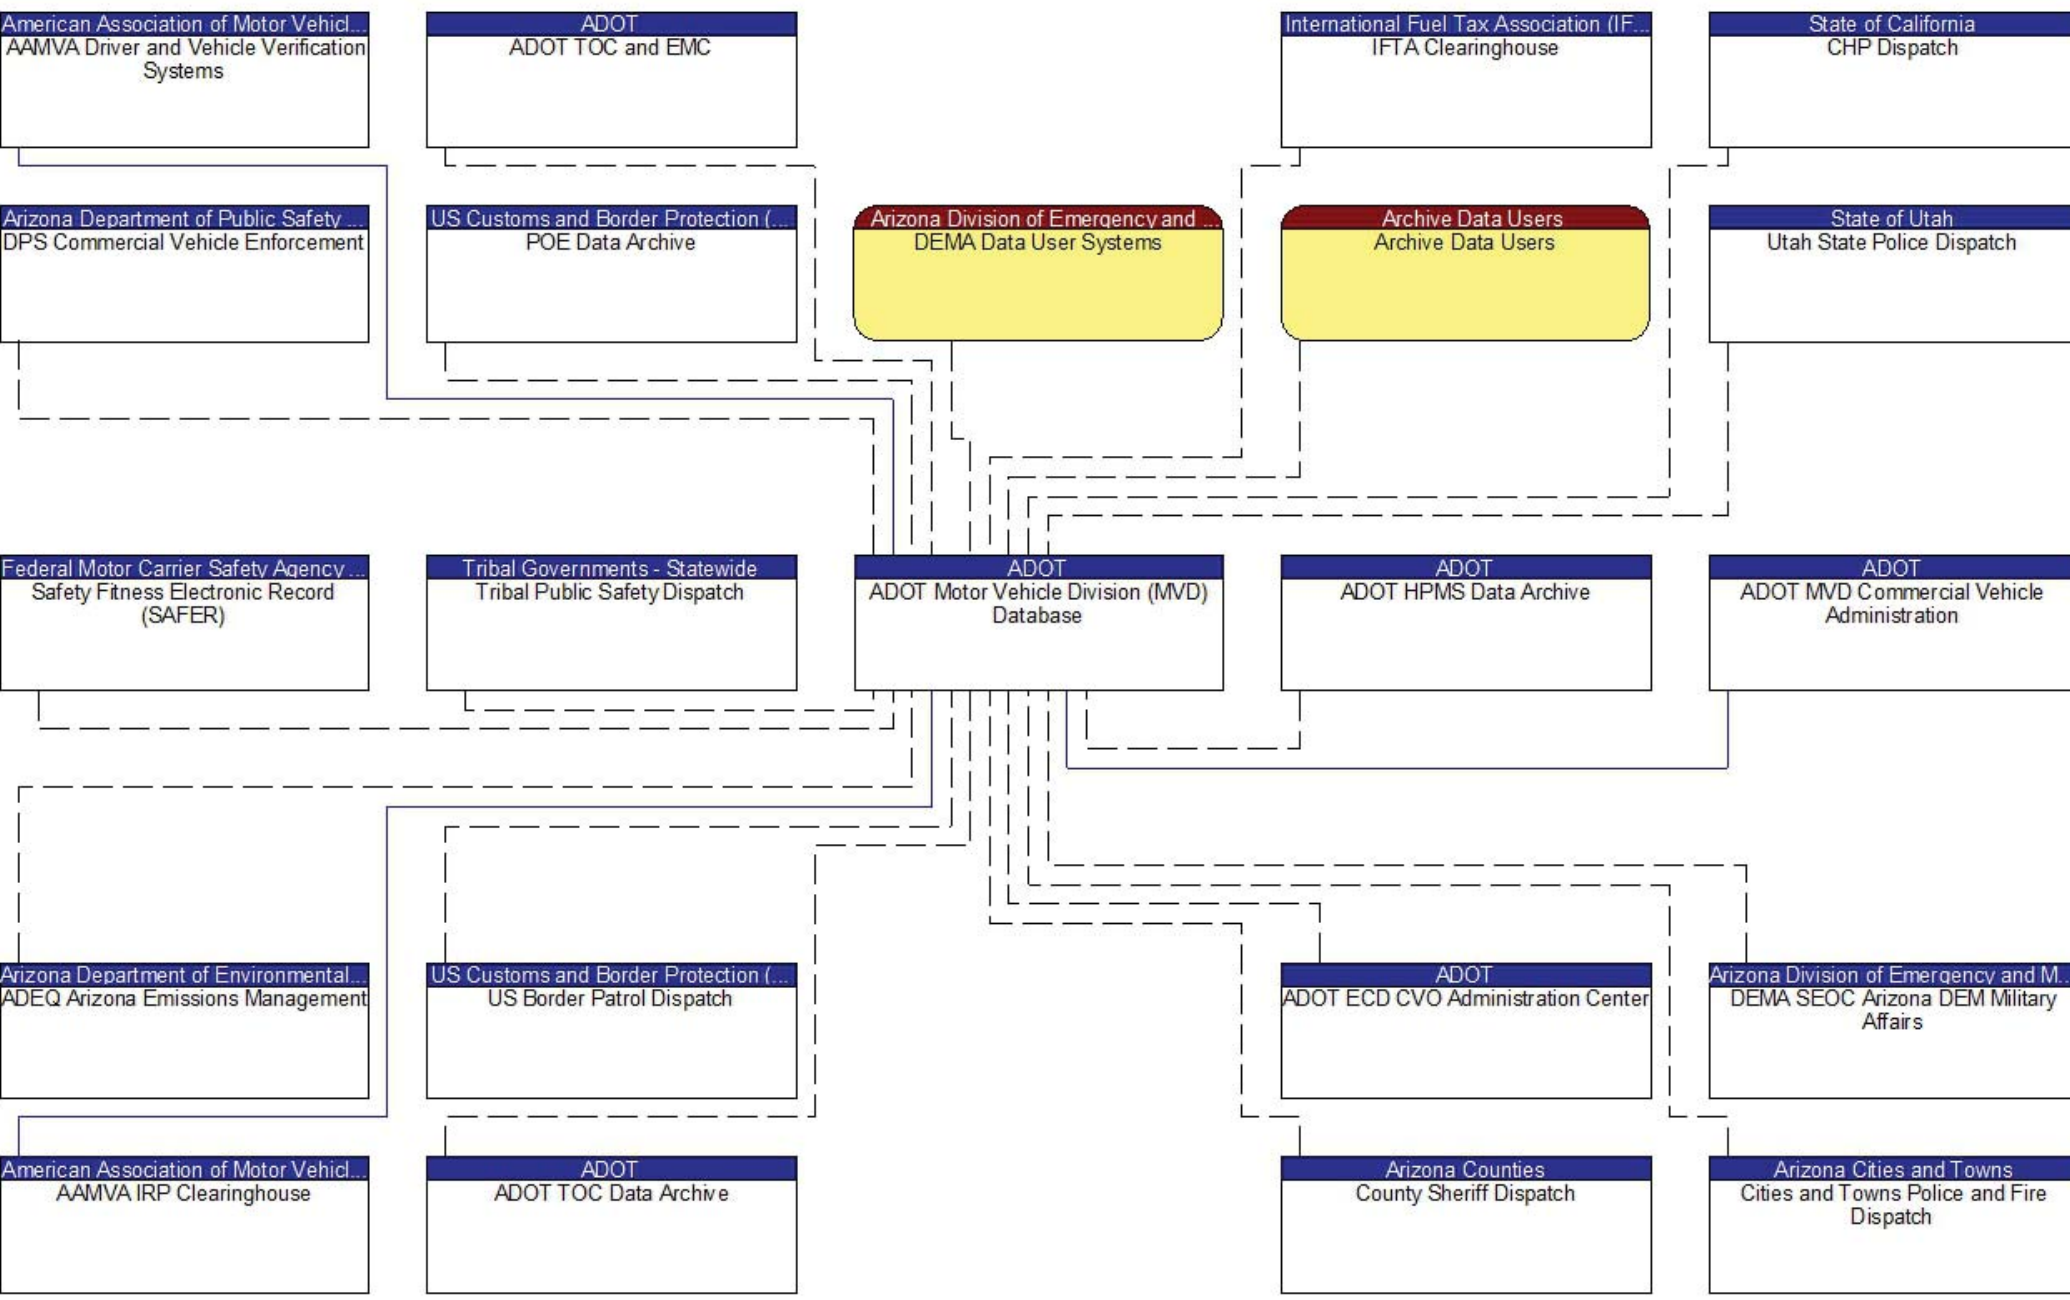 American Association of Motor Vehicl...
AAMVA Driver and Vehicle Verification
Systems
ADOT
ADOT TOC and EMC
International Fuel Tax Association (IF...
IFTA Clearinghouse
State of California
CHP Dispatch
Arizona Department of Public Safety ...
DPS Commercial Vehicle Enforcement
US Customs and Border Protection (...
POE Data Archive
Arizona Division of Emergency and ...
DEMA Data User Systems
Archive Data Users
Archive Data Users
State of Utah
Utah State Police Dispatch
Federal Motor Carrier Safety Agency ...
Safety Fitness Electronic Record
(SAFER)
Tribal Governments - Statewide
Tribal Public Safety Dispatch
ADOT
ADOT Motor Vehicle Division (MVD)
Database
ADOT
ADOT HPMS Data Archive
ADOT
ADOT MVD Commercial Vehicle
Administration
Arizona Department of Environmental...
ADEQ Arizona Emissions Management
US Customs and Border Protection (...
US Border Patrol Dispatch
ADOT
ADOT ECD CVO Administration Center
Arizona Division of Emergency and M...
DEMA SEOC Arizona DEM Military
Affairs
American Association of Motor Vehicl...
AAMVA IRP Clearinghouse
ADOT
ADOT TOC Data Archive
Arizona Counties
County Sheriff Dispatch
Arizona Cities and Towns
Cities and Towns Police and Fire
Dispatch